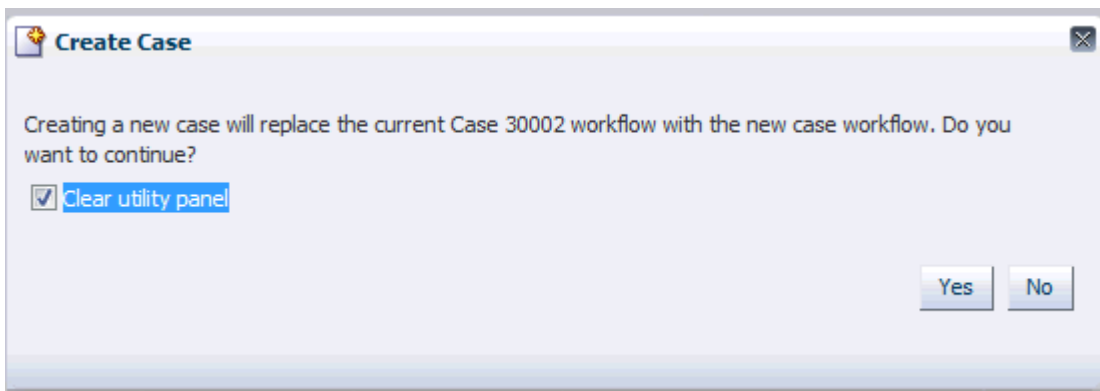 Create Case
Creating a new case will replace the current Case 30002 workflow with the new case workflow. Do you
want to continue?
Clear utility panel
Yes No